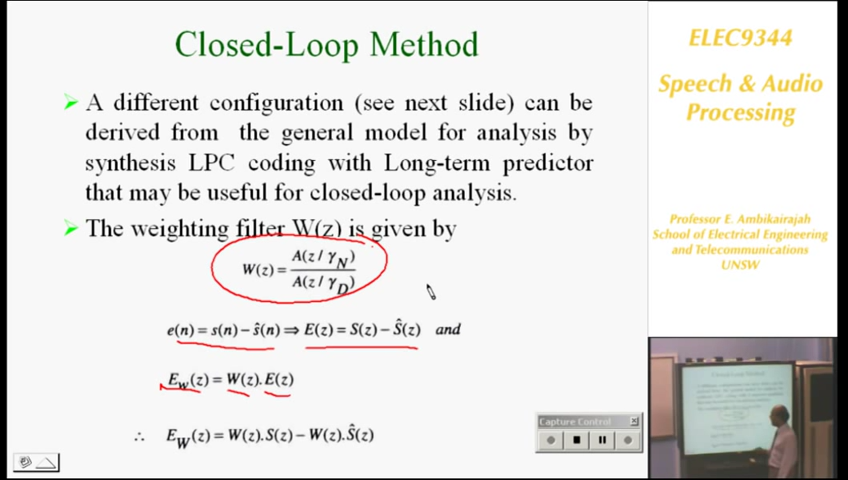 Closed-Loop Method
A different configuration (see next slide) can be
derived from the general model for analysis by
synthesis LPC coding with Long-term predictor
that may be useful for closed-loop analysis.
The weighting filter W(z) is given by
W(z) = A(z / γN) / A(z / γD)
e(n) = s(n) − ŝ(n) ⇒ E(z) = S(z) − Ŝ(z) and
EW(z) = W(z).E(z)
∴ EW(z) = W(z).S(z) − W(z).Ŝ(z)
Capture Control
ELEC9344
Speech & Audio
Processing
Professor E. Ambikairajah
School of Electrical Engineering
and Telecommunications
UNSW
Closed-Loop Method